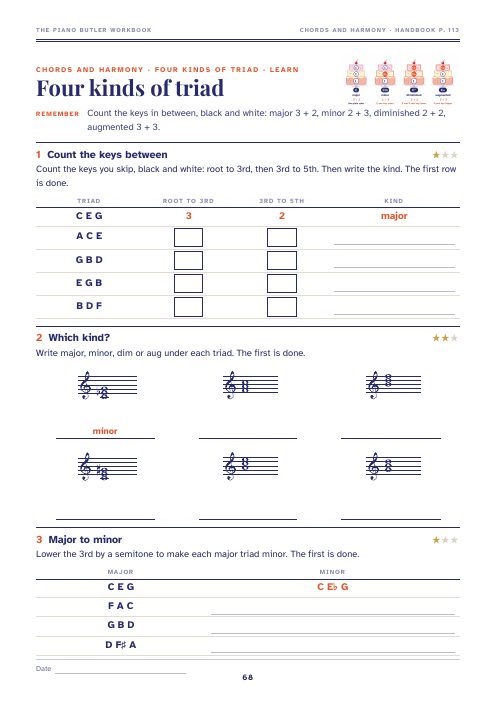 THE PIANO BUTLER WORKBOOK
CHORDS AND HARMONY · HANDBOOK P. 113
CHORDS AND HARMONY · FOUR KINDS OF TRIAD · LEARN
Four kinds of triad
REMEMBER Count the keys in between, black and white: major 3 + 2, minor 2 + 3, diminished 2 + 2,
augmented 3 + 3.
1 Count the keys between
Count the keys you skip, black and white: root to 3rd, then 3rd to 5th. Then write the kind. The first row
is done.
TRIAD ROOT TO 3RD 3RD TO 5TH KIND
C E G 3 2 major
A C E
G B D
E G B
B D F
2 Which kind?
Write major, minor, dim or aug under each triad. The first is done.
minor
3 Major to minor
Lower the 3rd by a semitone to make each major triad minor. The first is done.
MAJOR MINOR
C E G C E♭ G
F A C
G B D
D F♯ A
Date
68